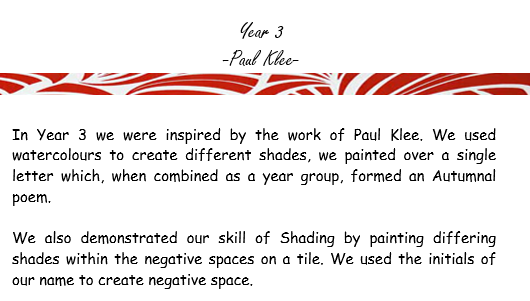 Year 3
-Paul Klee-
In Year 3 we were inspired by the work of Paul Klee. We used
watercolours to create different shades, we painted over a single
letter which, when combined as a year group, formed an Autumnal
poem.
We also demonstrated our skill of Shading by painting differing
shades within the negative spaces on a tile. We used the initials of
our name to create negative space.